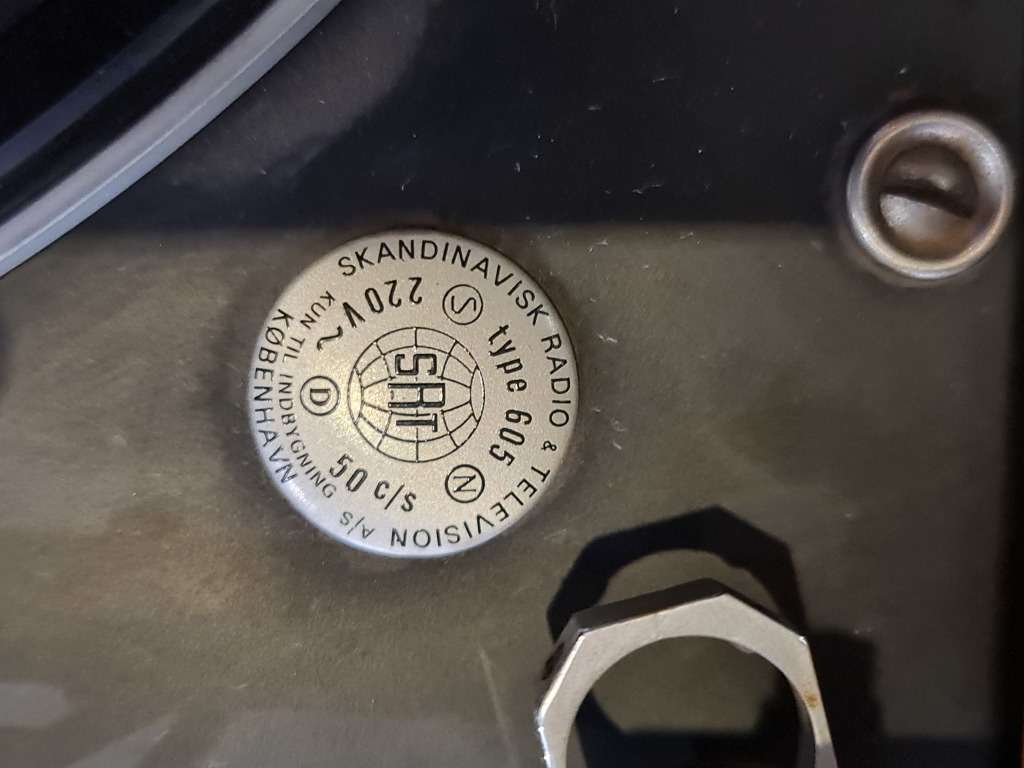 SKANDINAVISK RADIO & TELEVISION A/S
KØBENHAVN
type 605
S
N
D
SRT
220V~
50 c/s
KUN TIL INDBYGNING